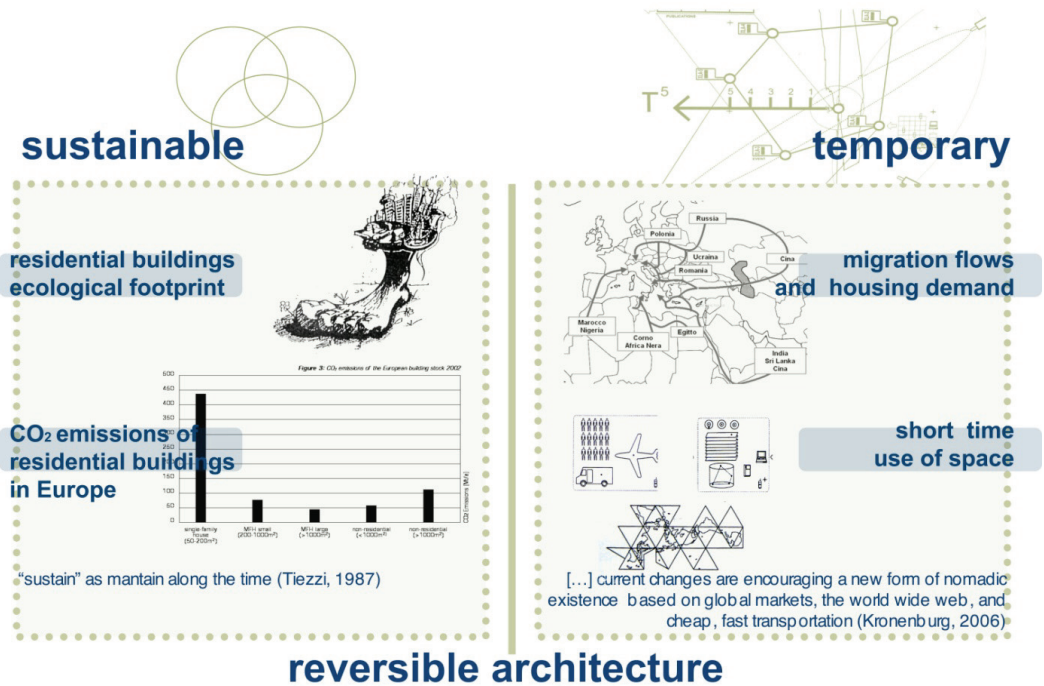 PUBLICATIONS
T5
5 4 3 2 1
sustainable
temporary
residential buildings
ecological footprint
Russia
Polonia
Ucraina
Cina
Romania
Marocco
Nigeria
Corno
Africa Nera
Egitto
India
Sri Lanka
Cina
migration flows
and housing demand
Figure 3: CO₂ emissions of the European building stock 2002
450
400
350
300
250
200
150
100
0
CO₂ Emissions [Mt/a]
single-family
house
[50-200m²]
MFH small
[200-1000m²]
MFH large
[>1000m²]
non-residential
[<1000m²]
non-residential
[>1000m²]
CO2 emissions of
residential buildings
in Europe
short time
use of space
“sustain” as mantain along the time (Tiezzi, 1987)
[…] current changes are encouraging a new form of nomadic
existence based on global markets, the world wide web, and
cheap, fast transportation (Kronenburg, 2006)
reversible architecture